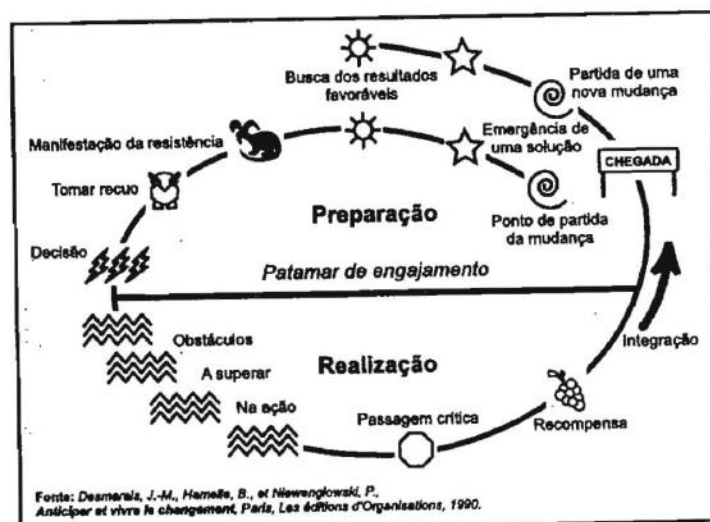 Busca dos resultados
favoráveis
Partida de uma
nova mudança
Manifestação da resistência
Emergência de
uma solução
CHEGADA
Tomar recuo
Preparação
Ponto de partida
da mudança
Decisão
Patamar de engajamento
Obstáculos
Integração
A superar
Realização
Na ação
Passagem crítica
Recompensa
Fonte: Desmarais, J.-M., Hamelle, B., et Niewenglowski, P.,
Anticiper et vivre le changement, Paris, Les éditions d'Organisations, 1990.